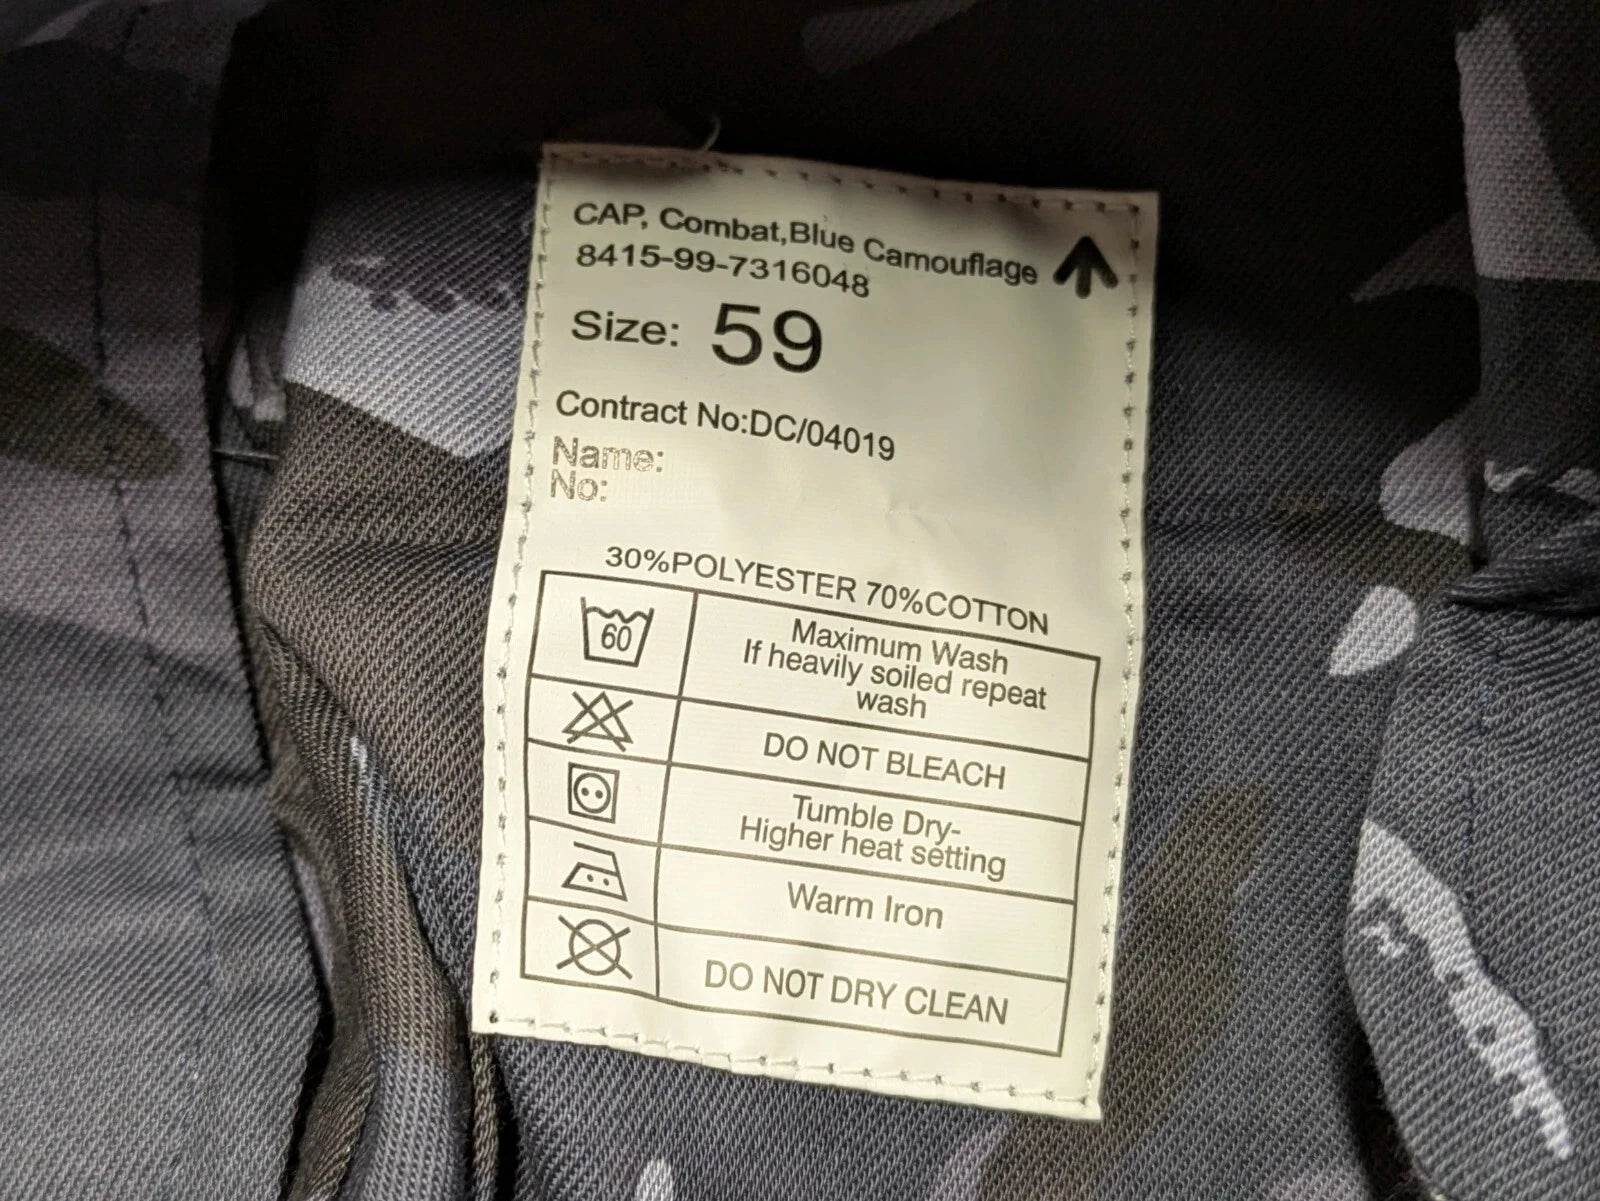 CAP, Combat,Blue Camouflage
8415-99-7316048
Size: 59
Contract No:DC/04019
Name:
No:
30%POLYESTER 70%COTTON
60
Maximum Wash
If heavily soiled repeat
wash
DO NOT BLEACH
Tumble Dry-
Higher heat setting
Warm Iron
DO NOT DRY CLEAN